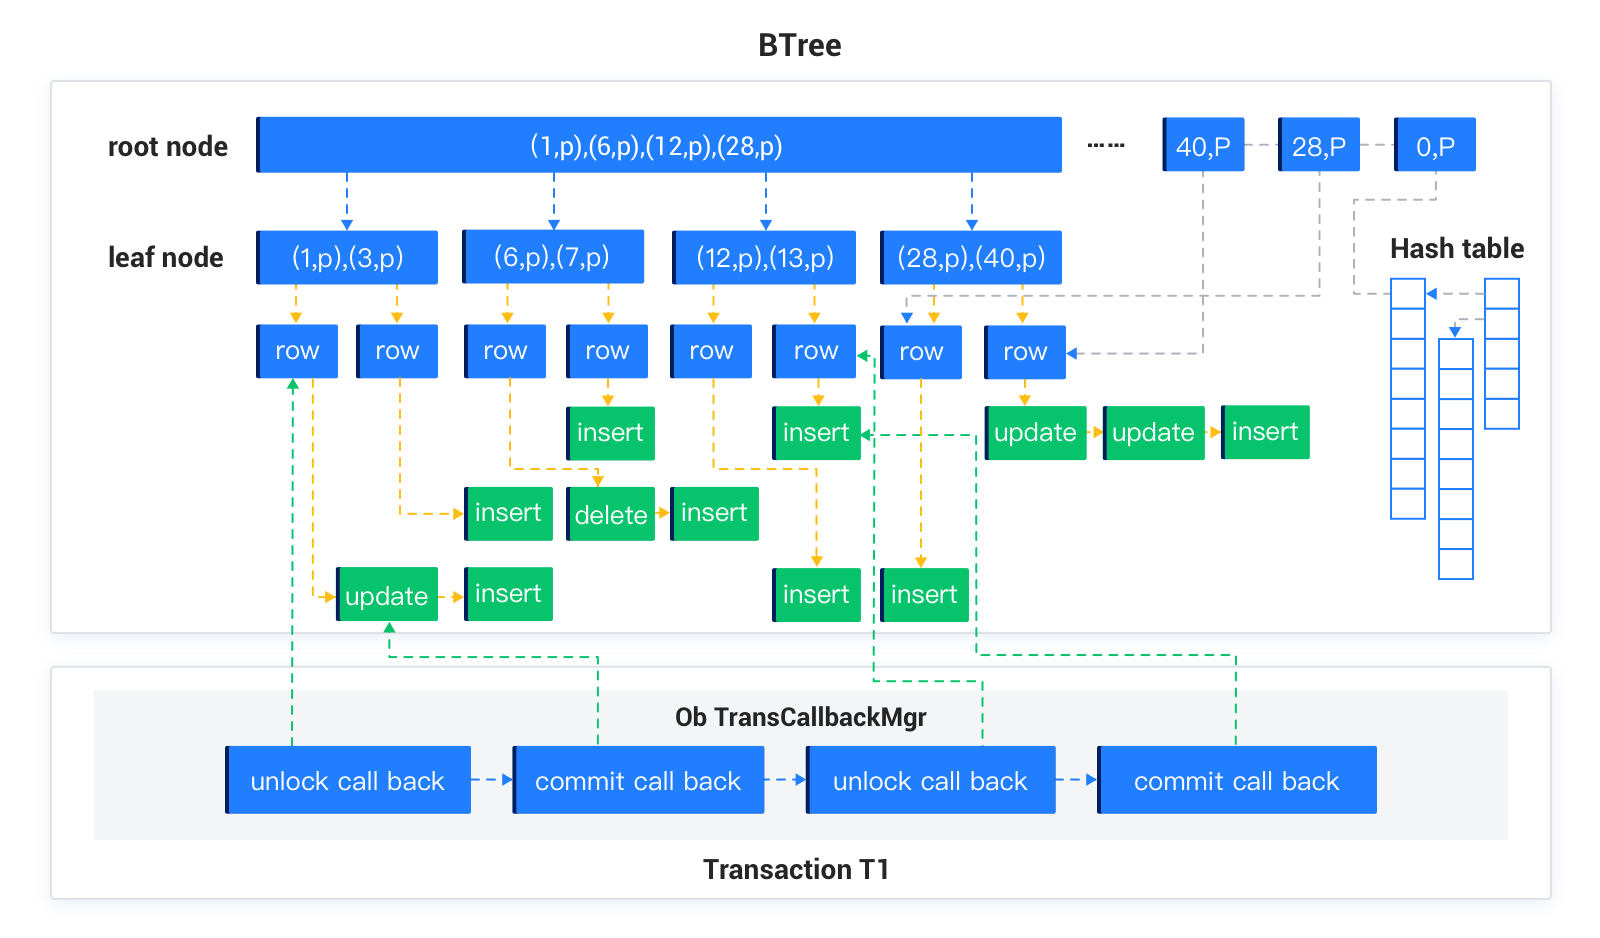 BTree
root node
(1,p),(6,p),(12,p),(28,p)
······
40,P
28,P
0,P
leaf node
(1,p),(3,p)
(6,p),(7,p)
(12,p),(13,p)
(28,p),(40,p)
Hash table
row
row
row
row
row
row
row
row
insert
insert
update
update
insert
insert
delete
insert
update
insert
insert
insert
Ob TransCallbackMgr
unlock call back
commit call back
unlock call back
commit call back
Transaction T1